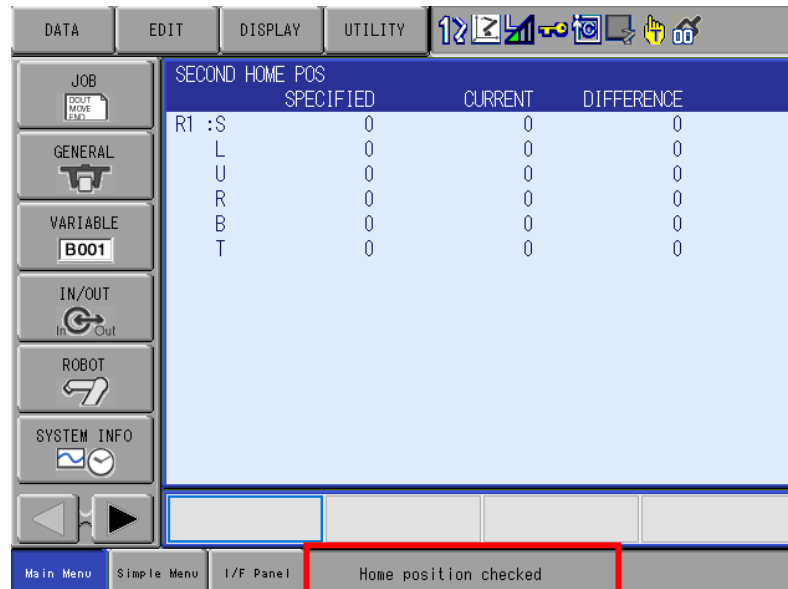 DATA EDIT DISPLAY UTILITY
JOB
DOUT
MOVE
END
GENERAL
VARIABLE
B001
IN/OUT
In Out
ROBOT
SYSTEM INFO
SECOND HOME POS
SPECIFIED CURRENT DIFFERENCE
R1 :S 0 0 0
L 0 0 0
U 0 0 0
R 0 0 0
B 0 0 0
T 0 0 0
Main Menu Simple Menu I/F Panel Home position checked